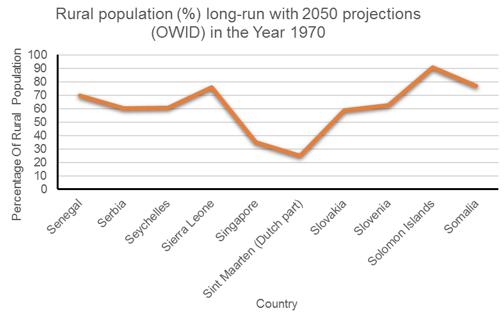 Rural population (%) long-run with 2050 projections
(OWID) in the Year 1970
Percentage Of Rural Population
100
90
80
70
60
50
40
30
20
10
0
Senegal
Serbia
Seychelles
Sierra Leone
Singapore
Sint Maarten (Dutch part)
Slovakia
Slovenia
Solomon Islands
Somalia
Country